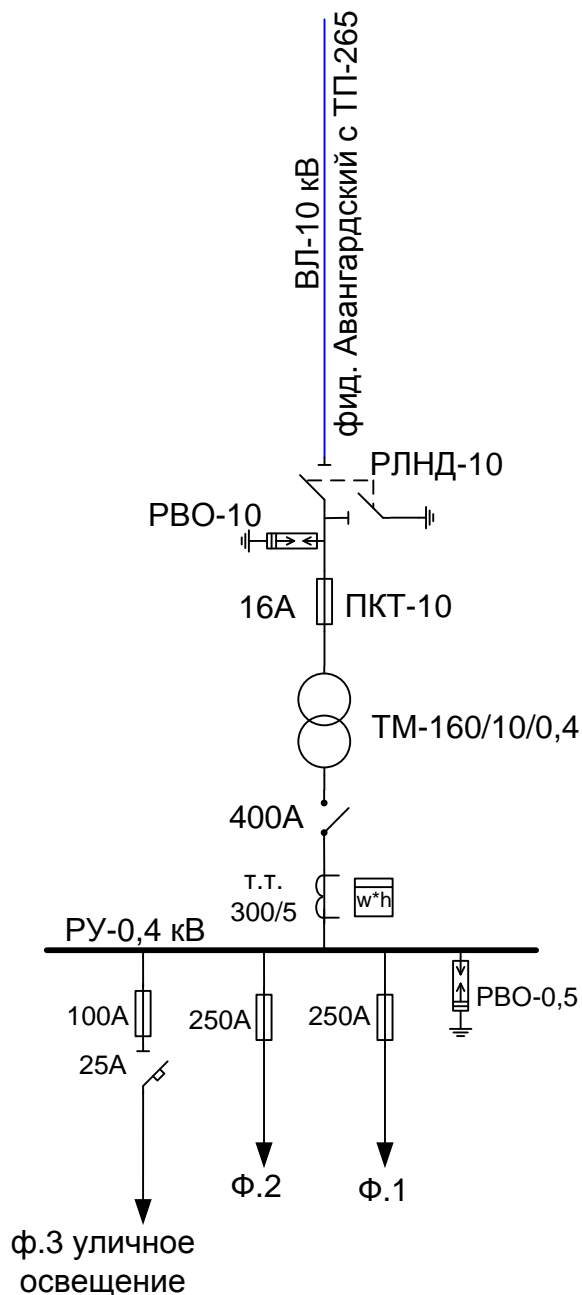 ВЛ-10 кВ
фид. Авангардский с ТП-265
РЛНД-10
РВО-10
16А
ПКТ-10
ТМ-160/10/0,4
400А
т.т.
300/5
w*h
РУ-0,4 кВ
100А
250А
250А
РВО-0,5
25А
Ф.2
Ф.1
ф.3 уличное
освещение